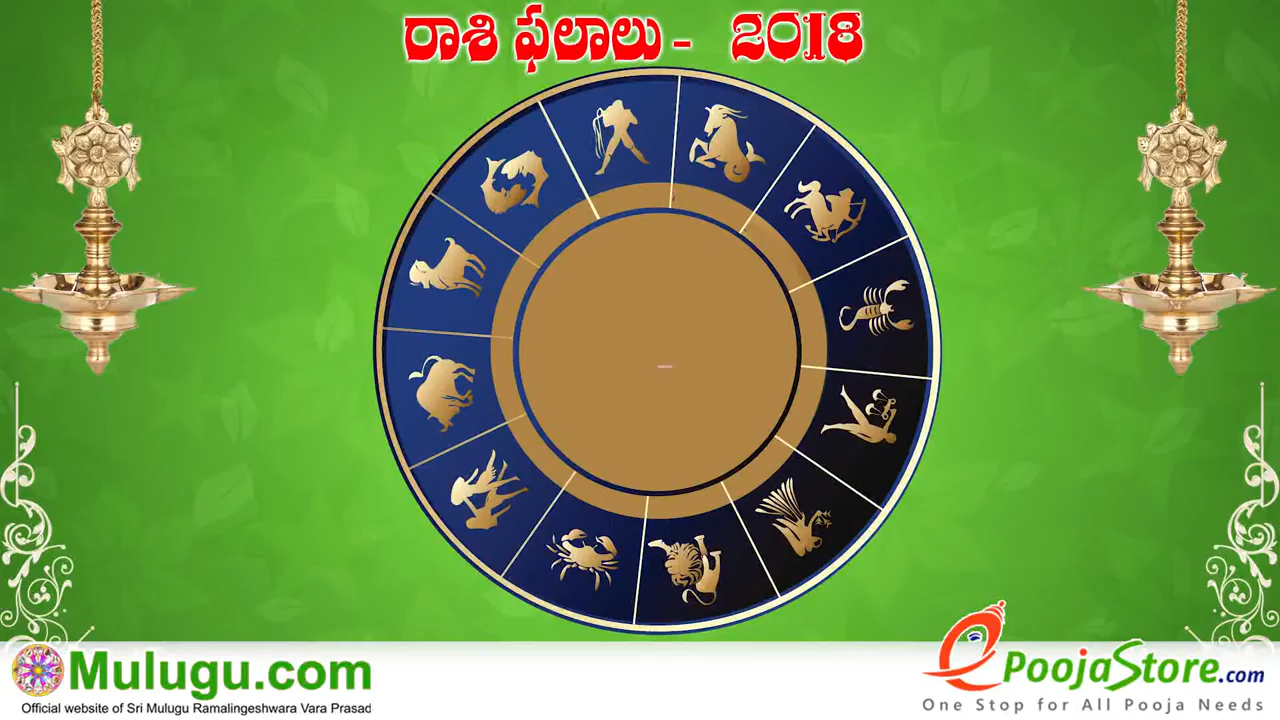 రాశి ఫలాలు - 2018
Mulugu.com
Official website of Sri Mulugu Ramalingeshwara Vara Prasad
PoojaStore.com
One Stop for All Pooja Needs